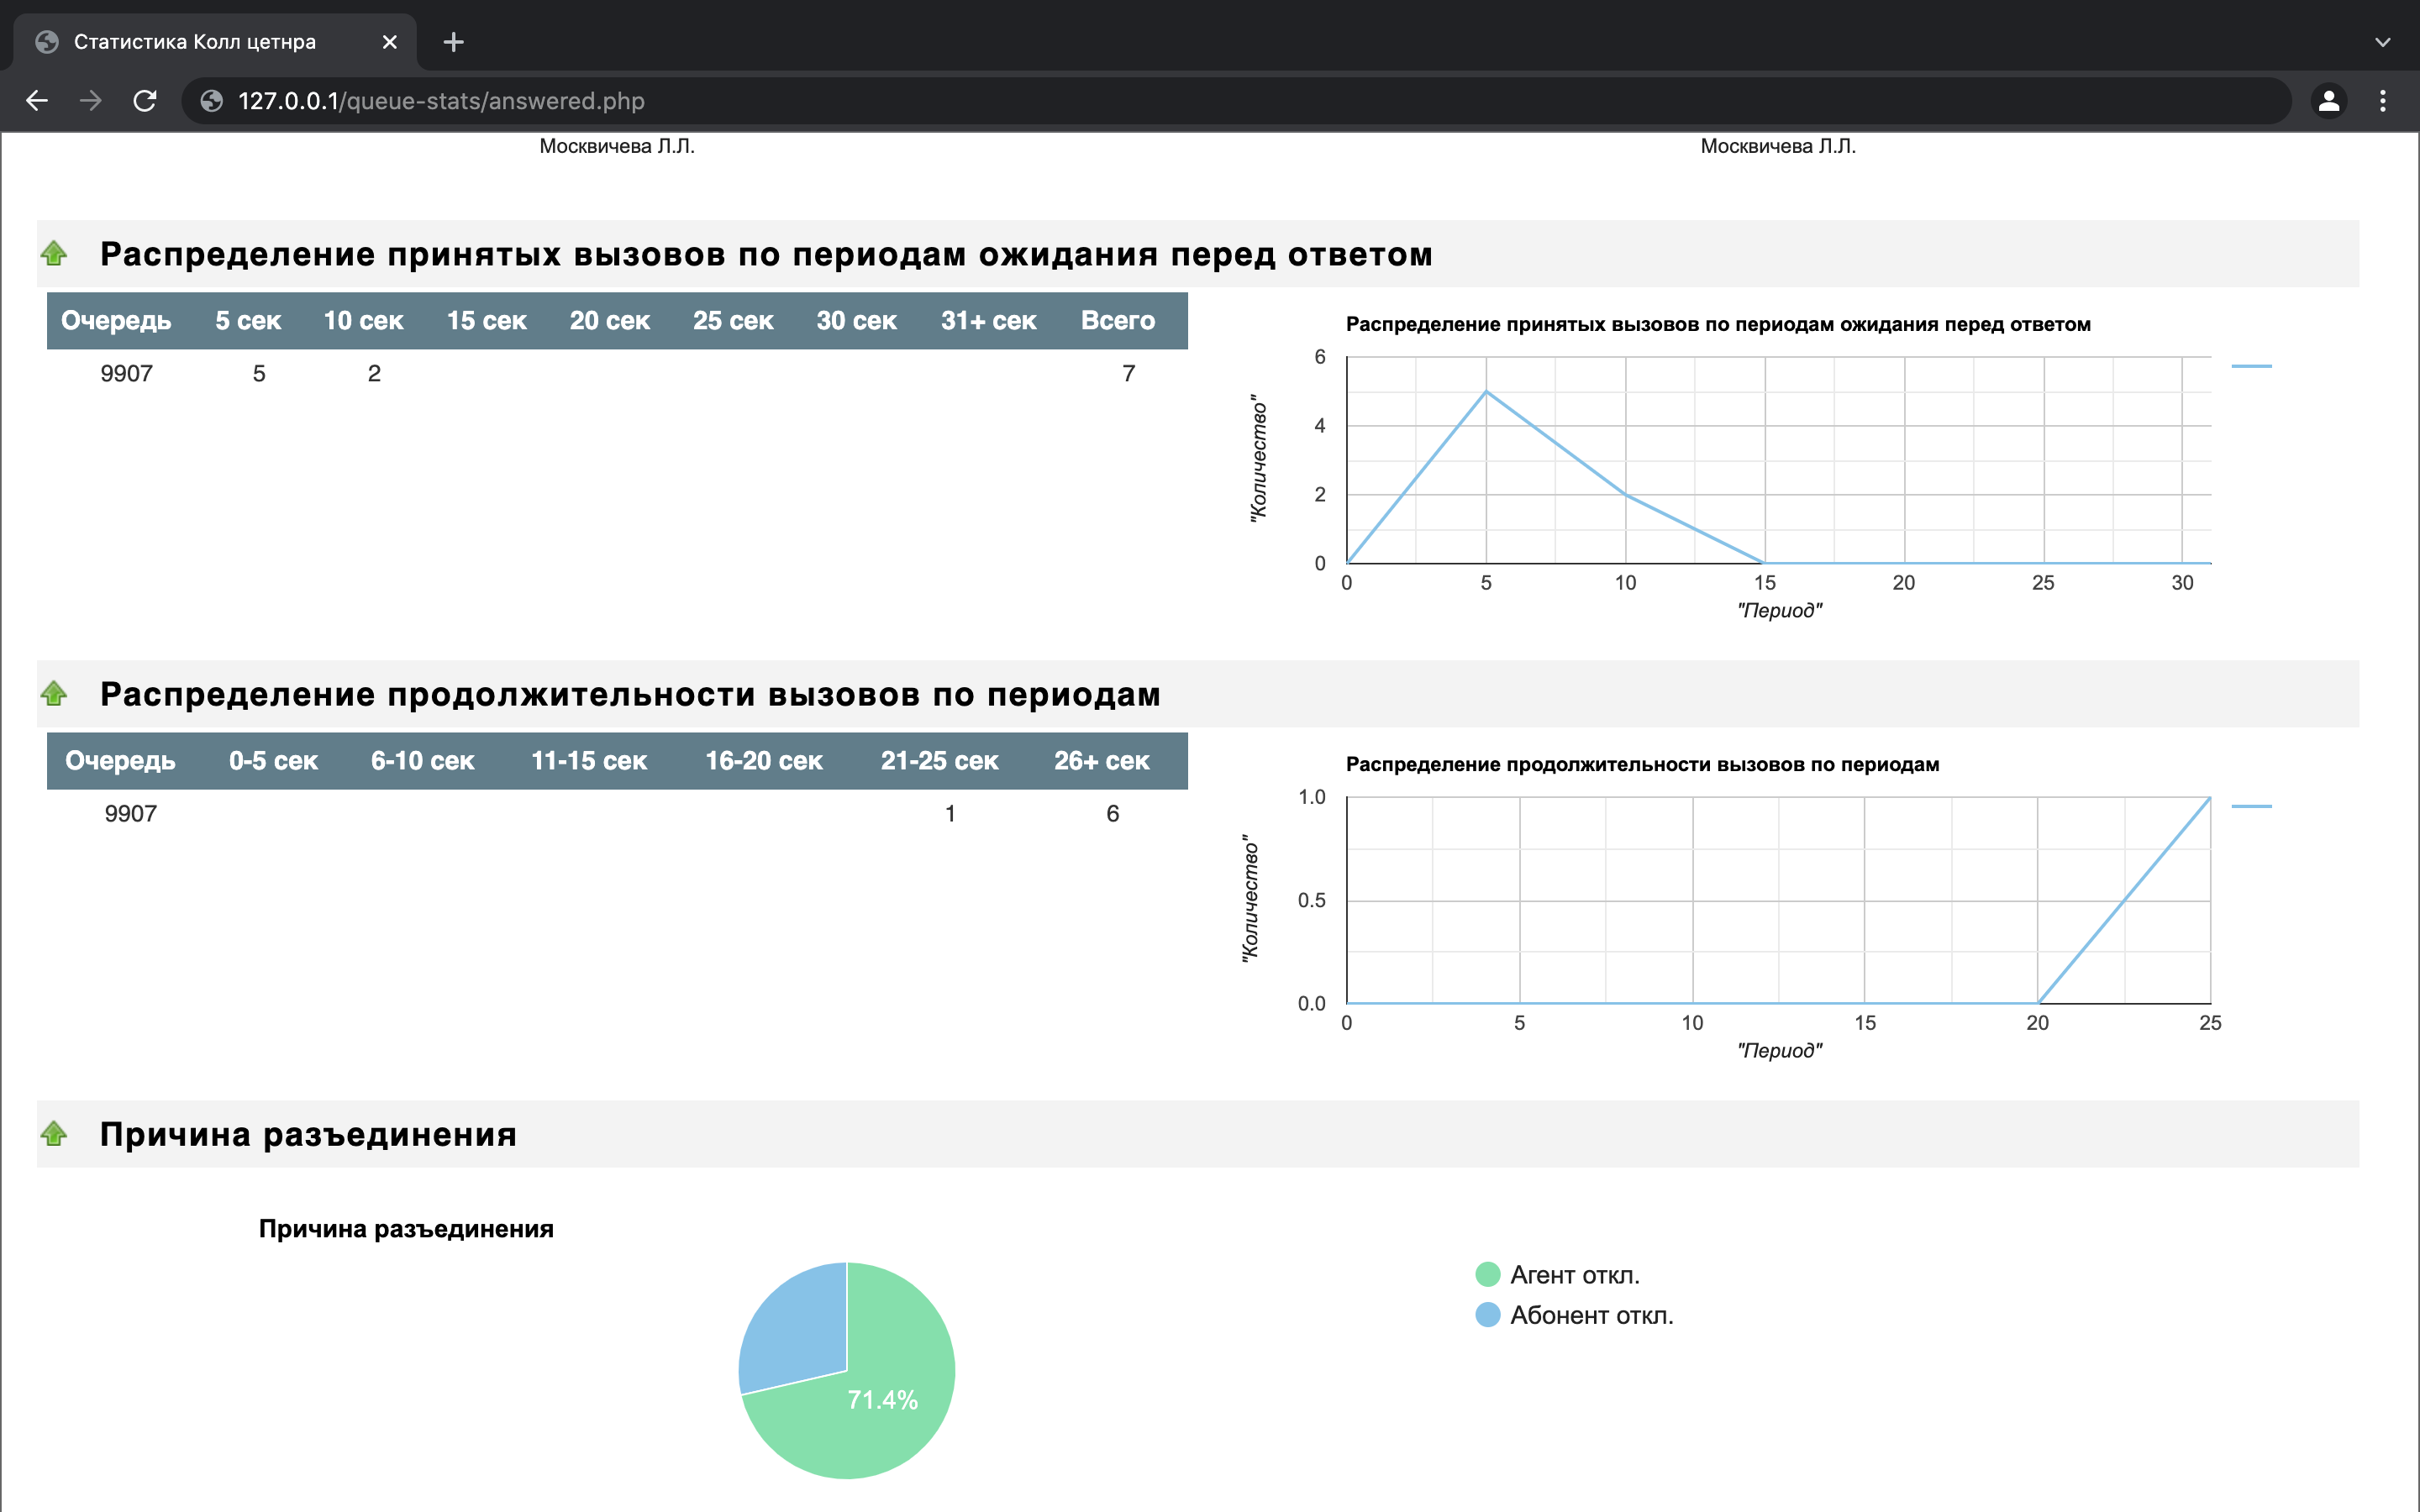 Статистика Колл цетнра
127.0.0.1/queue-stats/answered.php
Москвичева Л.Л.
Москвичева Л.Л.
Распределение принятых вызовов по периодам ожидания перед ответом
Очередь 5 сек 10 сек 15 сек 20 сек 25 сек 30 сек 31+ сек Всего
9907 5 2 7
Распределение принятых вызовов по периодам ожидания перед ответом
6
4
2
0
"Количество"
0 5 10 15 20 25 30
"Период"
Распределение продолжительности вызовов по периодам
Очередь 0-5 сек 6-10 сек 11-15 сек 16-20 сек 21-25 сек 26+ сек
9907 1 6
Распределение продолжительности вызовов по периодам
1.0
0.5
0.0
"Количество"
0 5 10 15 20 25
"Период"
Причина разъединения
Причина разъединения
71.4%
Агент откл.
Абонент откл.